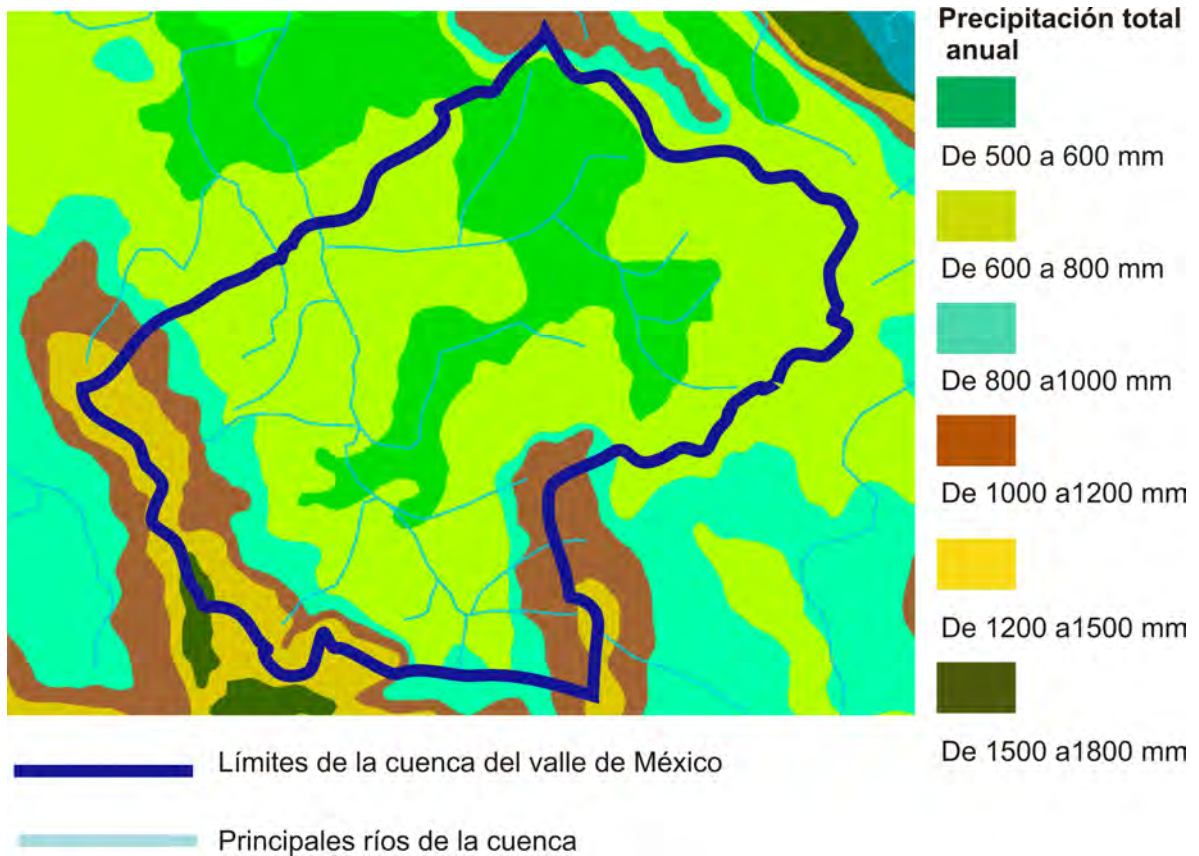 Precipitación total
anual
De 500 a 600 mm
De 600 a 800 mm
De 800 a1000 mm
De 1000 a1200 mm
De 1200 a1500 mm
De 1500 a1800 mm
Límites de la cuenca del valle de México
Principales ríos de la cuenca